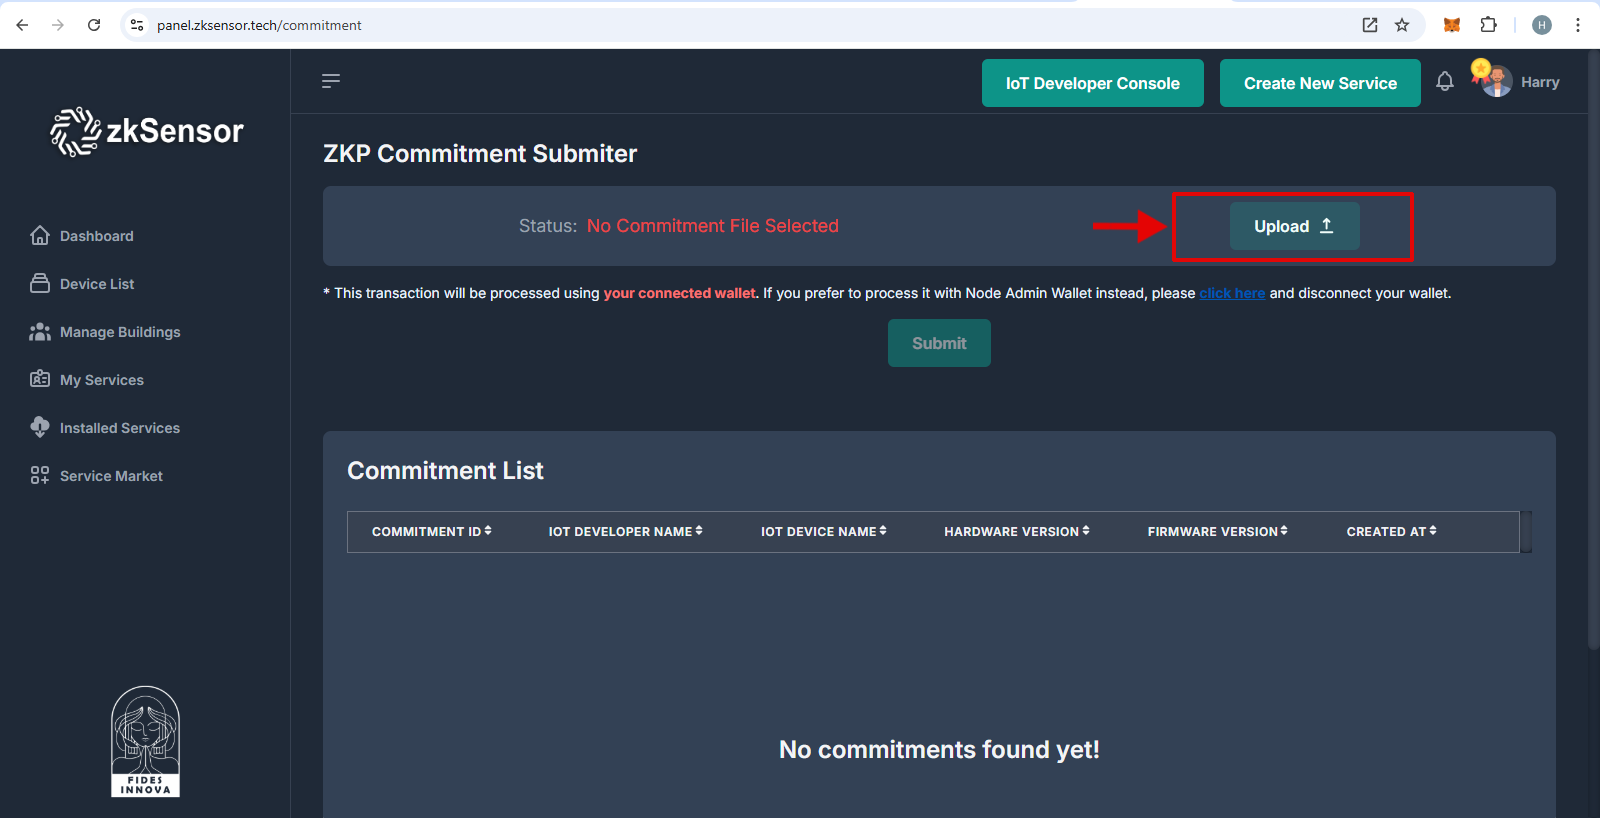 panel.zksensor.tech/commitment
H
zkSensor
IoT Developer Console
Create New Service
Harry
Dashboard
Device List
Manage Buildings
My Services
Installed Services
Service Market
FIDES
INNOVA
ZKP Commitment Submiter
Status: No Commitment File Selected
Upload
* This transaction will be processed using your connected wallet. If you prefer to process it with Node Admin Wallet instead, please click here and disconnect your wallet.
Submit
Commitment List
COMMITMENT ID IOT DEVELOPER NAME IOT DEVICE NAME HARDWARE VERSION FIRMWARE VERSION CREATED AT
No commitments found yet!